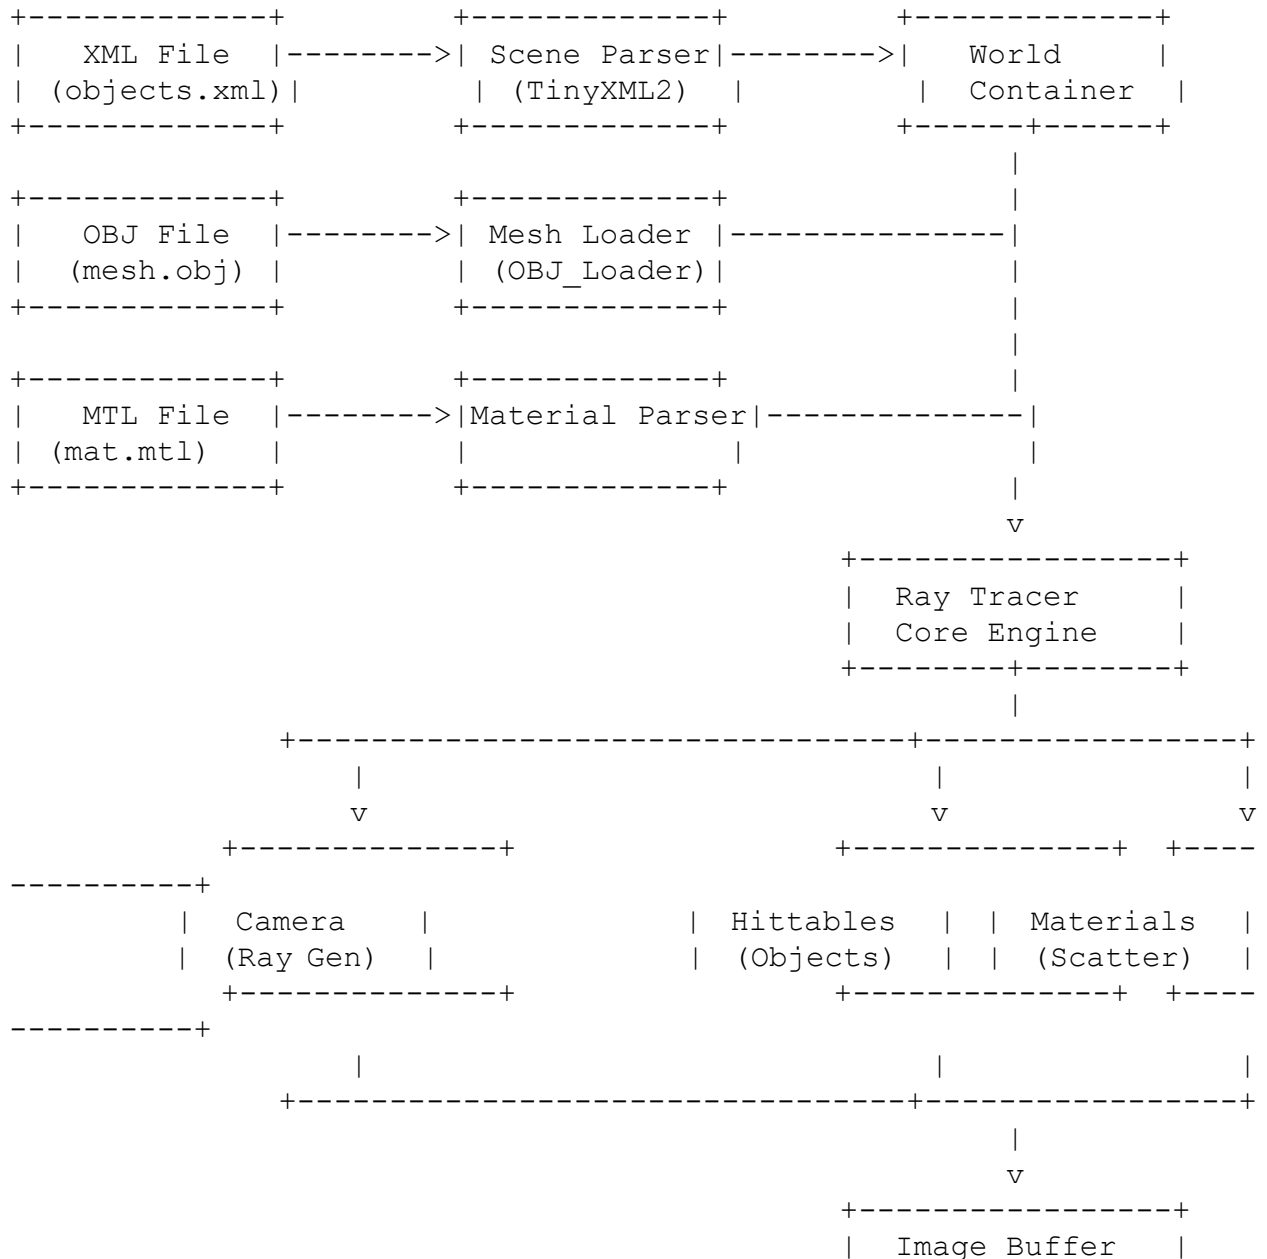 +-------------+         +-------------+         +-------------+
|   XML File  |-------->| Scene Parser|-------->|   World     |
| (objects.xml)|         | (TinyXML2)  |         |  Container  |
+-------------+         +-------------+         +------+------+
                                                       |
+-------------+         +-------------+                |
|   OBJ File  |-------->| Mesh Loader |---------------|
|  (mesh.obj) |         | (OBJ_Loader)|                |
+-------------+         +-------------+                |
                                                       |
+-------------+         +-------------+                |
|   MTL File  |-------->|Material Parser|--------------|
| (mat.mtl)   |         |              |               |
+-------------+         +-------------+                |
                                                       v
                                              +-----------------+
                                              |  Ray Tracer     |
                                              |  Core Engine    |
                                              +--------+--------+
                                                       |
               +----------------------------------+-----------------+
                   |                               |                |
                   v                               v                v
            +--------------+                  +--------------+  +----
----------+
         |  Camera    |              | Hittables  | | Materials  |
         | (Ray Gen)  |              | (Objects)  | | (Scatter)  |
            +--------------+                  +--------------+  +----
----------+
                   |                               |                |
               +----------------------------------+-----------------+
                                                       |
                                                       v
                                              +-----------------+
                                              |  Image Buffer   |